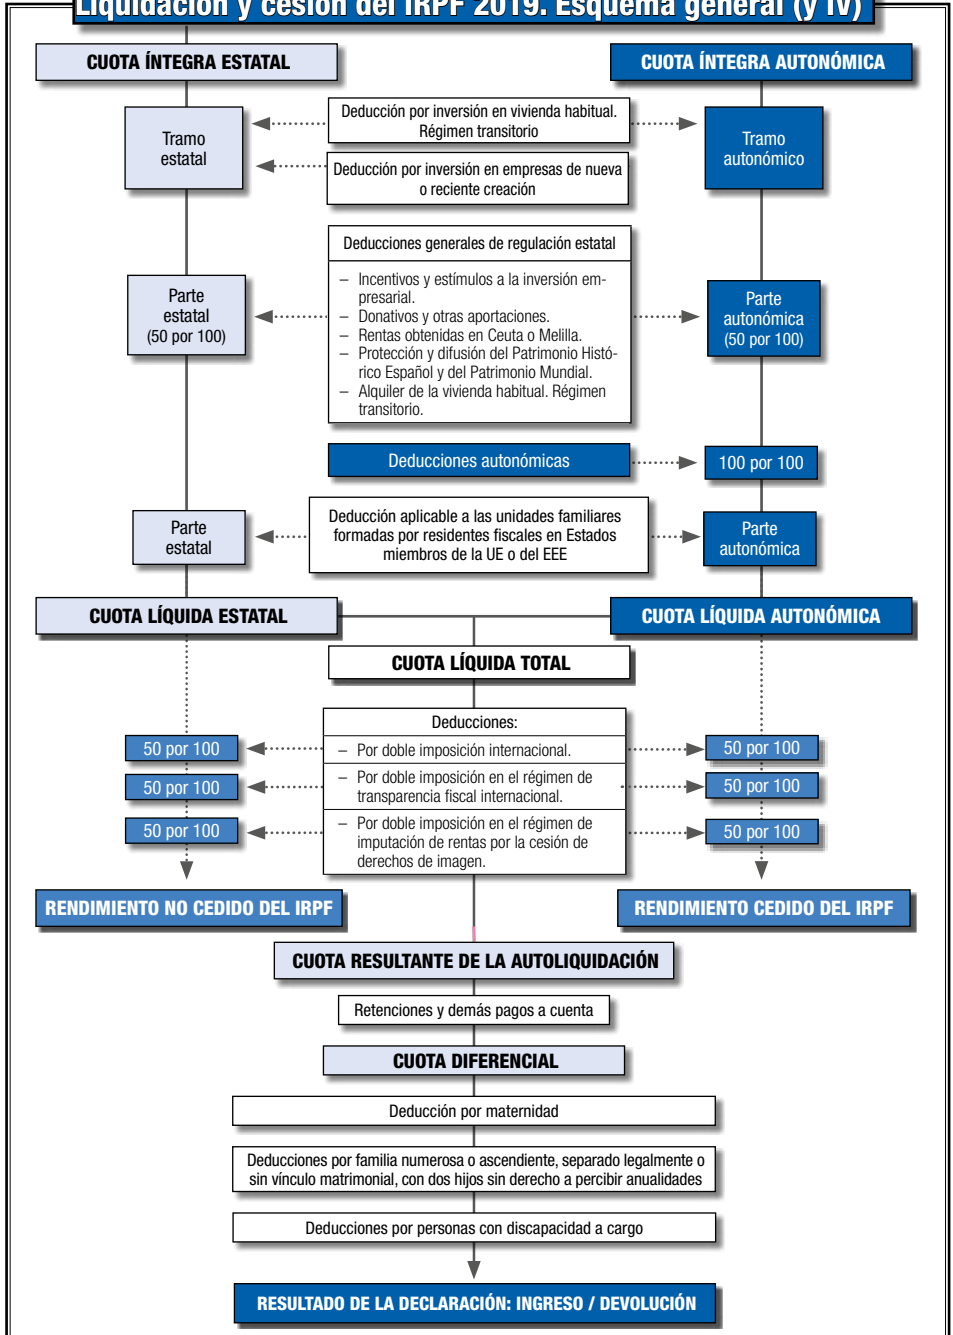 Liquidación y cesión del IRPF 2019. Esquema general (y IV)
CUOTA ÍNTEGRA ESTATAL
CUOTA ÍNTEGRA AUTONÓMICA
Tramo
estatal
Deducción por inversión en vivienda habitual.
Régimen transitorio
Tramo
autonómico
Deducción por inversión en empresas de nueva
o reciente creación
Deducciones generales de regulación estatal
Parte
estatal
(50 por 100)
– Incentivos y estímulos a la inversión em-
presarial.
– Donativos y otras aportaciones.
– Rentas obtenidas en Ceuta o Melilla.
– Protección y difusión del Patrimonio Histó-
rico Español y del Patrimonio Mundial.
– Alquiler de la vivienda habitual. Régimen
transitorio.
Parte
autonómica
(50 por 100)
Deducciones autonómicas
100 por 100
Parte
estatal
Deducción aplicable a las unidades familiares
formadas por residentes fiscales en Estados
miembros de la UE o del EEE
Parte
autonómica
CUOTA LÍQUIDA ESTATAL
CUOTA LÍQUIDA AUTONÓMICA
CUOTA LÍQUIDA TOTAL
Deducciones:
50 por 100
– Por doble imposición internacional.
50 por 100
50 por 100
– Por doble imposición en el régimen de
transparencia fiscal internacional.
50 por 100
50 por 100
– Por doble imposición en el régimen de
imputación de rentas por la cesión de
derechos de imagen.
50 por 100
RENDIMIENTO NO CEDIDO DEL IRPF
RENDIMIENTO CEDIDO DEL IRPF
CUOTA RESULTANTE DE LA AUTOLIQUIDACIÓN
Retenciones y demás pagos a cuenta
CUOTA DIFERENCIAL
Deducción por maternidad
Deducciones por familia numerosa o ascendiente, separado legalmente o
sin vínculo matrimonial, con dos hijos sin derecho a percibir anualidades
Deducciones por personas con discapacidad a cargo
RESULTADO DE LA DECLARACIÓN: INGRESO / DEVOLUCIÓN